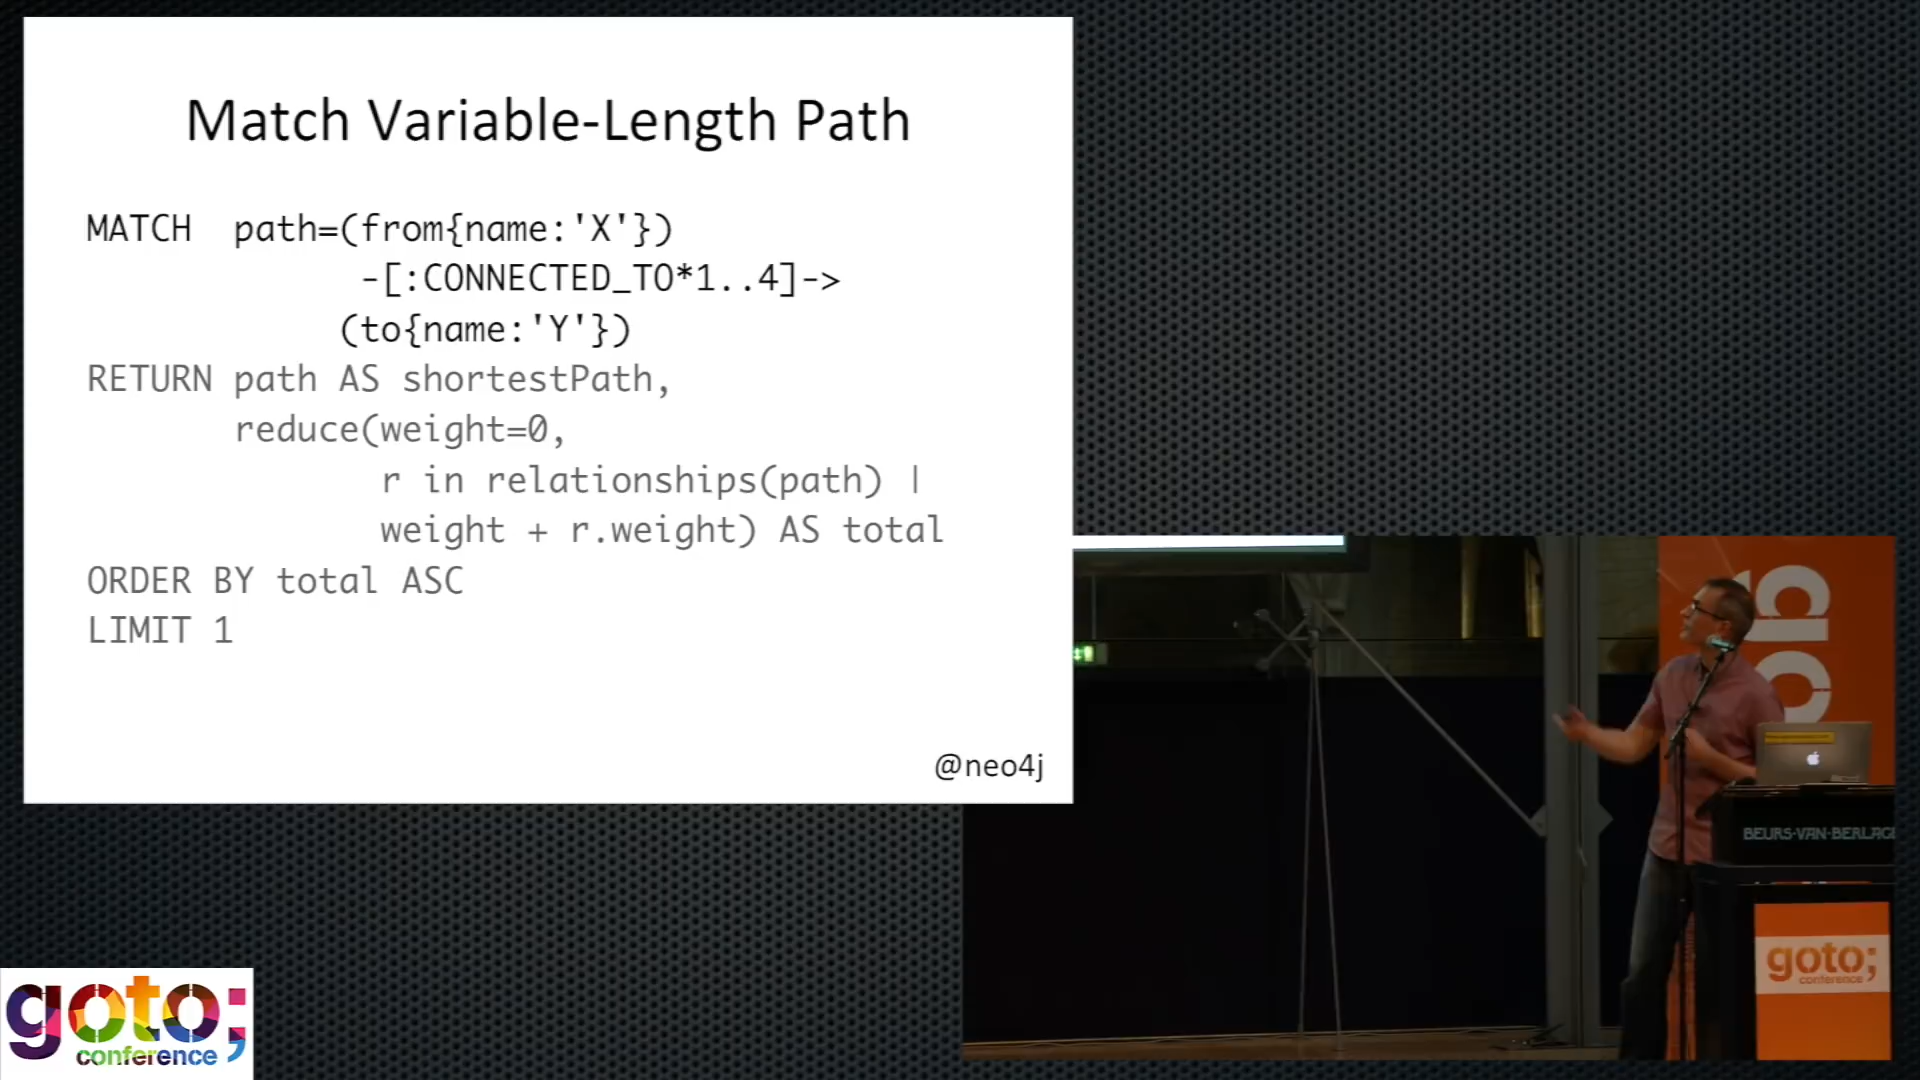 Match Variable-Length Path
MATCH path=(from{name:'X'})
-[:CONNECTED_TO*1..4]->
(to{name:'Y'})
RETURN path AS shortestPath,
reduce(weight=0,
r in relationships(path) |
weight + r.weight) AS total
ORDER BY total ASC
LIMIT 1
@neo4j
BEURS-VAN-BERLAGE
goto;
conference
goto;
conference